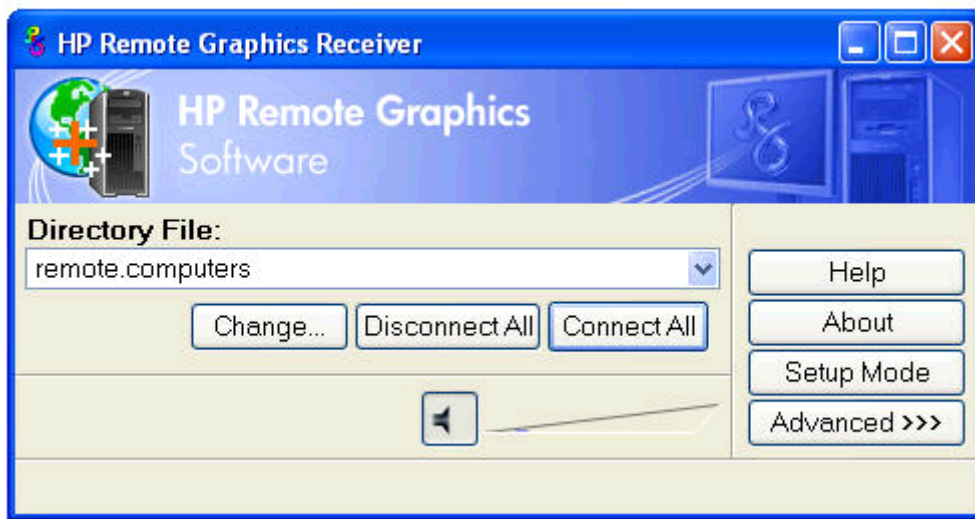 HP Remote Graphics Receiver
HP Remote Graphics
Software
Directory File:
remote.computers
Change...
Disconnect All
Connect All
Help
About
Setup Mode
Advanced >>>